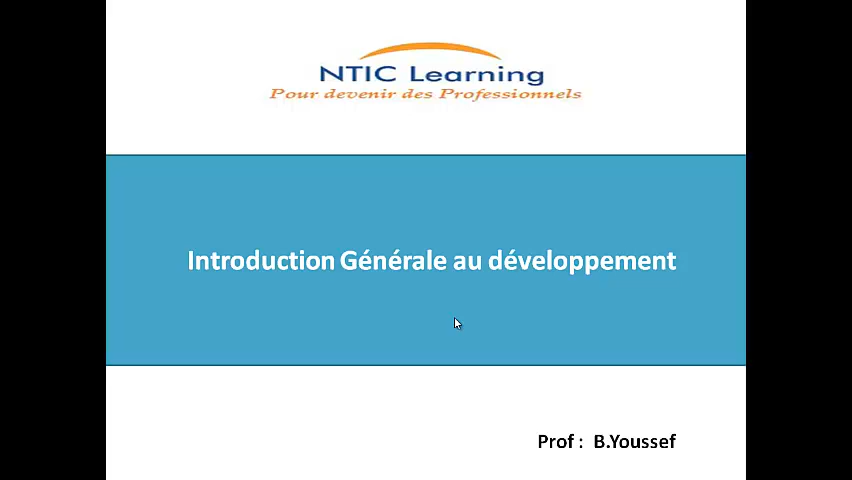 NTIC Learning
Pour devenir des Professionnels
Introduction Générale au développement
Prof : B.Youssef